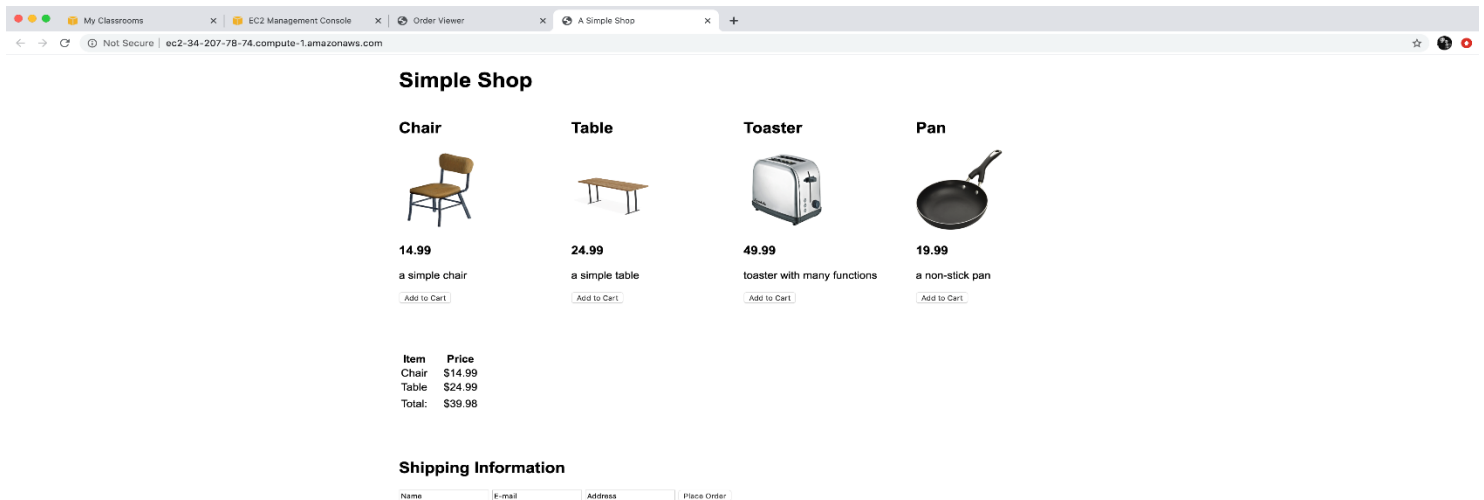 My Classrooms EC2 Management Console Order Viewer A Simple Shop
Not Secure | ec2-34-207-78-74.compute-1.amazonaws.com
Simple Shop
Chair Table Toaster Pan
14.99 24.99 49.99 19.99
a simple chair a simple table toaster with many functions a non-stick pan
Add to Cart Add to Cart Add to Cart Add to Cart
Item Price
Chair $14.99
Table $24.99
Total: $39.98
Shipping Information
Name E-mail Address Place Order